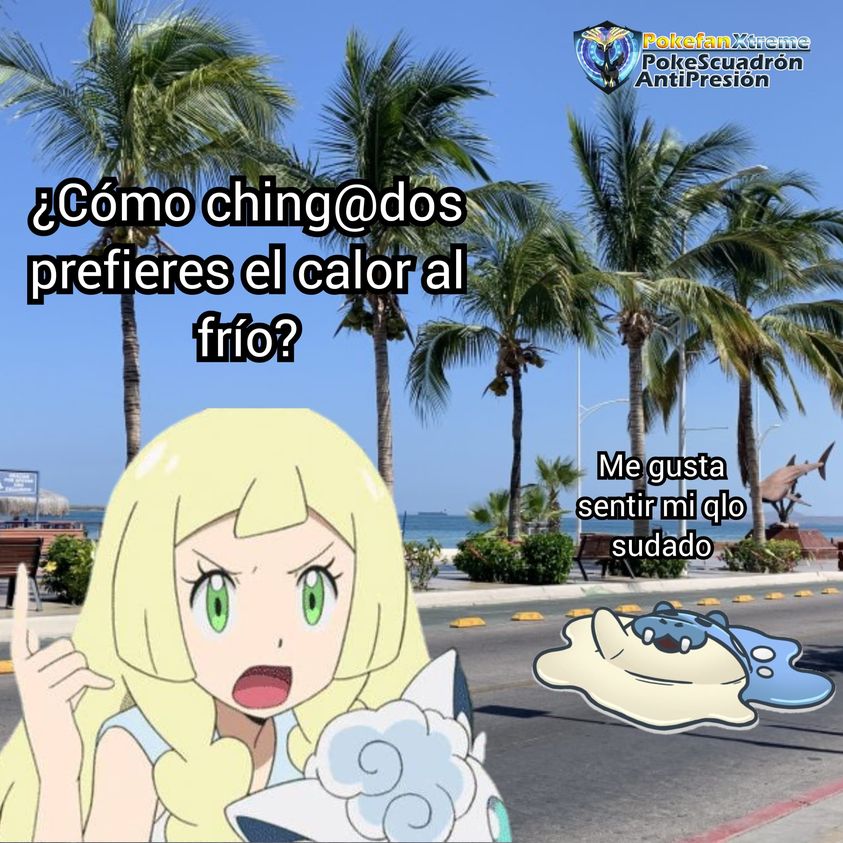 PokefanXtreme
PokeScuadrón
AntiPresión
¿Cómo ching@dos
prefieres el calor al
frío?
Me gusta
sentir mi qlo
sudado